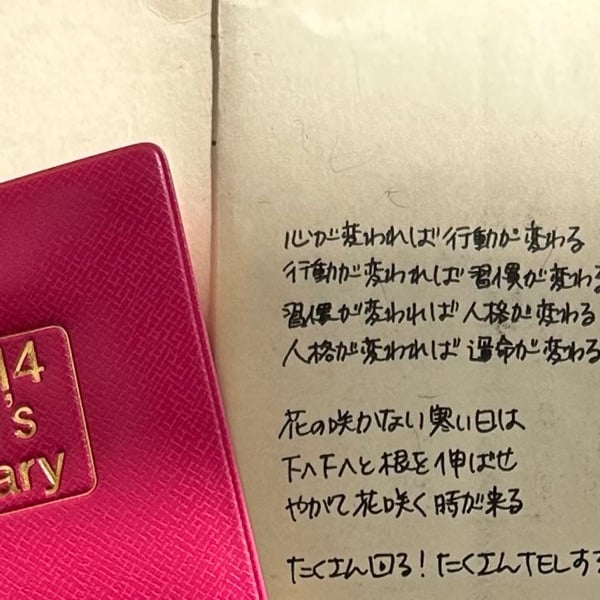 14
's
ary
心が変われば行動が変わる
行動が変われば習慣が変わる
習慣が変われば人格が変わる
人格が変われば運命が変わる
花の咲かない寒い日は
下へ下へと根を伸ばせ
やがて花咲く時が来る
たくさん回る!たくさんTELする